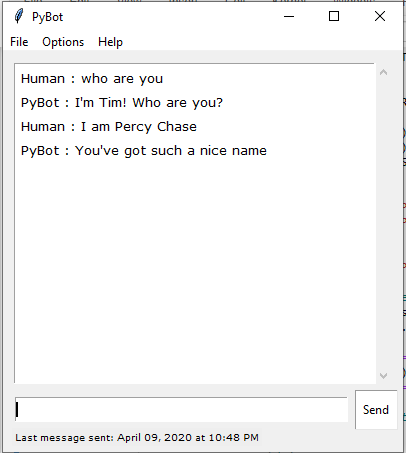 PyBot
File Options Help
Human : who are you
PyBot : I'm Tim! Who are you?
Human : I am Percy Chase
PyBot : You've got such a nice name
Send
Last message sent: April 09, 2020 at 10:48 PM